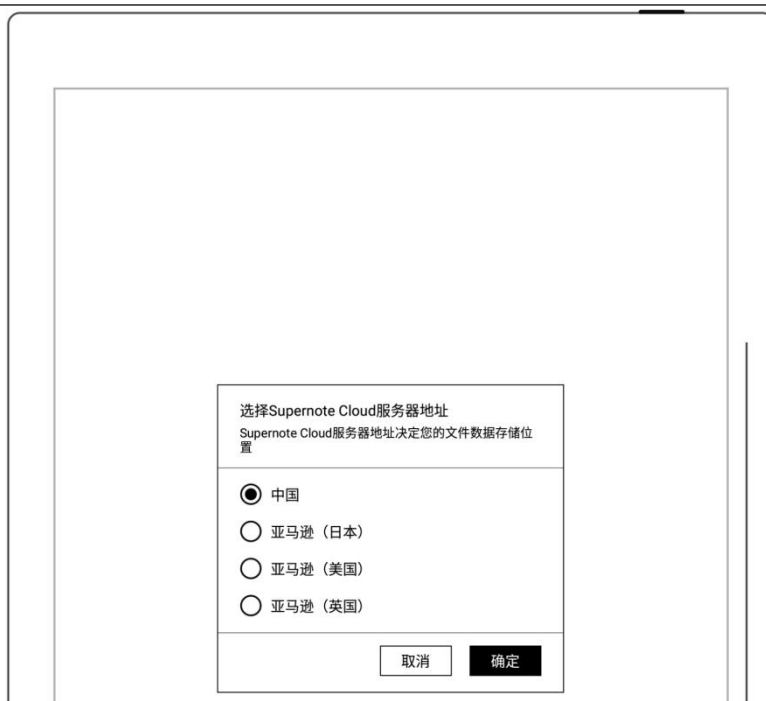 选择Supernote Cloud服务器地址
Supernote Cloud服务器地址决定您的文件数据存储位
置
中国
亚马逊（日本）
亚马逊（美国）
亚马逊（英国）
取消
确定